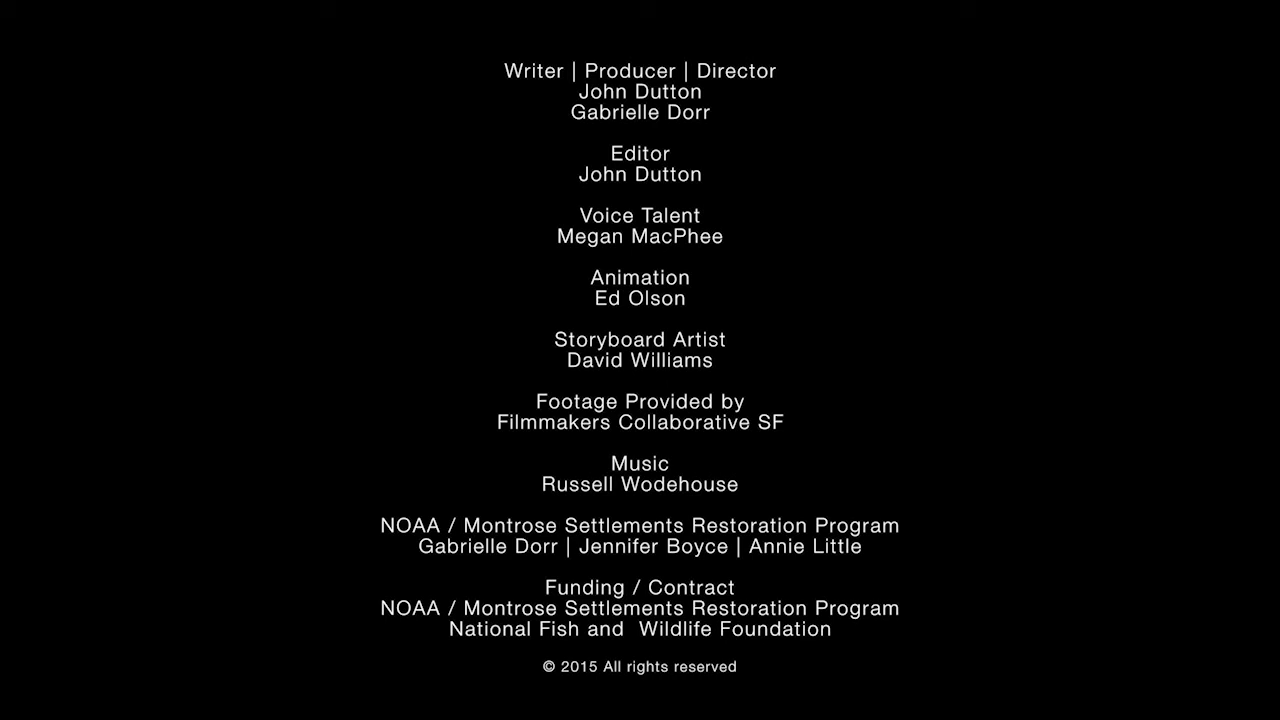 Writer | Producer | Director
John Dutton
Gabrielle Dorr
Editor
John Dutton
Voice Talent
Megan MacPhee
Animation
Ed Olson
Storyboard Artist
David Williams
Footage Provided by
Filmmakers Collaborative SF
Music
Russell Wodehouse
NOAA / Montrose Settlements Restoration Program
Gabrielle Dorr | Jennifer Boyce | Annie Little
Funding / Contract
NOAA / Montrose Settlements Restoration Program
National Fish and  Wildlife Foundation
© 2015 All rights reserved